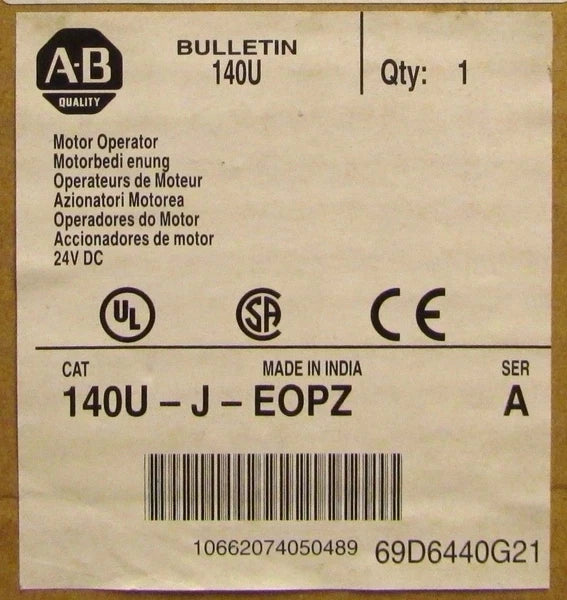 A-B
QUALITY
BULLETIN
140U
Qty: 1
Motor Operator
Motorbedi enung
Operateurs de Moteur
Azionatori Motorea
Operadores do Motor
Accionadores de motor
24V DC
UL
SA
CE
CAT MADE IN INDIA SER
140U – J – EOPZ A
10662074050489 69D6440G21